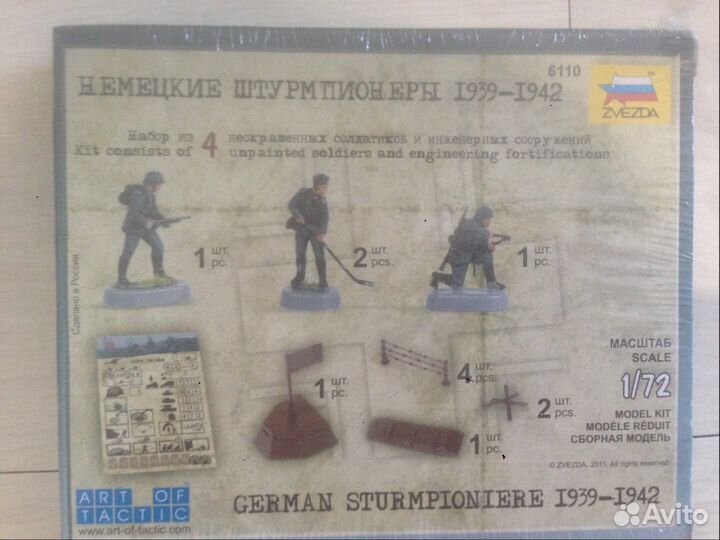 6110
НЕМЕЦКИЕ ШТУРМПИОНЕРЫ 1939-1942
ZVEZDA
Набор из 4 неокрашенных солдатиков и инженерных сооружений
Kit consists of 4 unpainted soldiers and engineering fortifications
1 шт. pc.
2 шт. pcs.
1 шт. pc.
Сделано в России
1 шт. pc.
4 шт. pcs.
2 шт. pcs.
1 шт. pc.
МАСШТАБ
SCALE
1/72
MODEL KIT
MODÈLE RÉDUIT
СБОРНАЯ МОДЕЛЬ
© ZVEZDA, 2011. All rights reserved
ART OF
TACTIC
www.art-of-tactic.com
GERMAN STURMPIONIERE 1939-1942
Avito